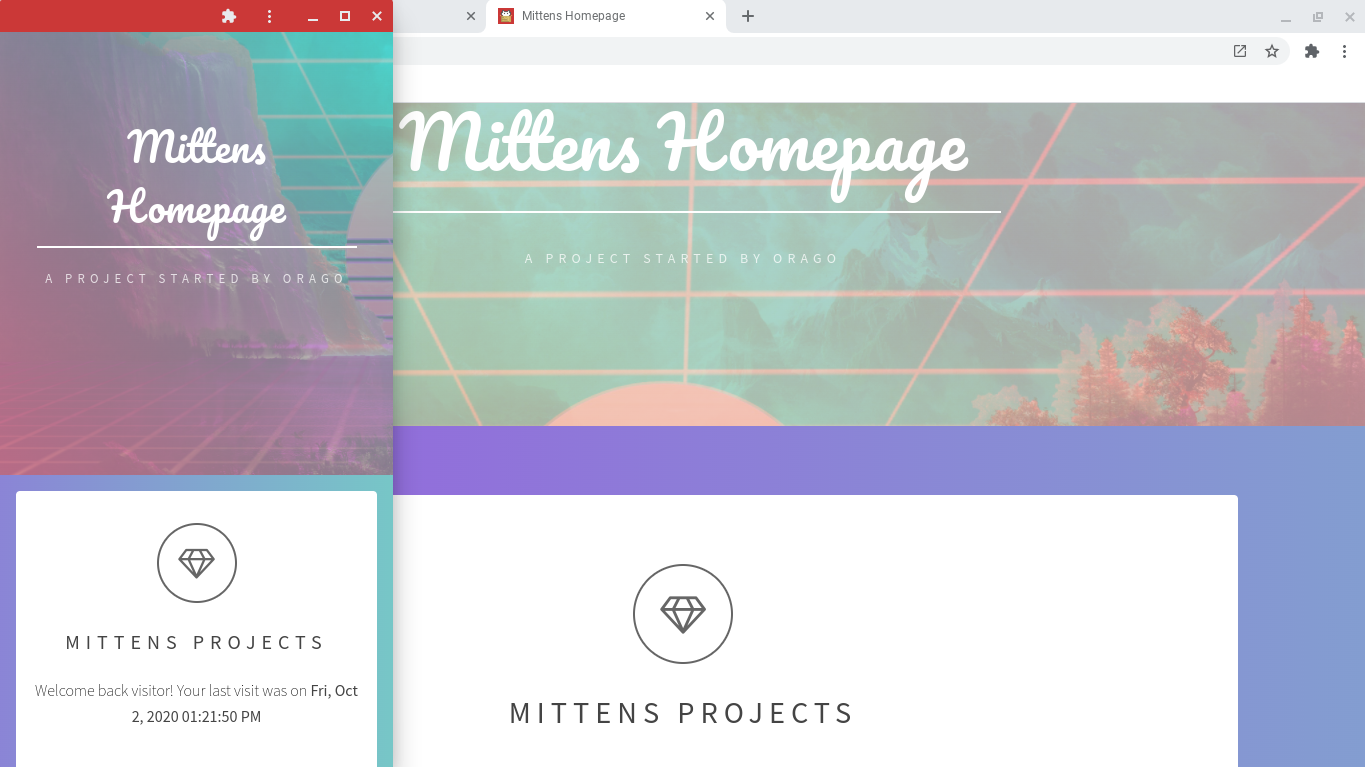 Mittens
Homepage
A PROJECT STARTED BY ORAGO
MITTENS PROJECTS
Welcome back visitor! Your last visit was on Fri, Oct
2, 2020 01:21:50 PM
Mittens Homepage
Mittens Homepage
A PROJECT STARTED BY ORAGO
MITTENS PROJECTS